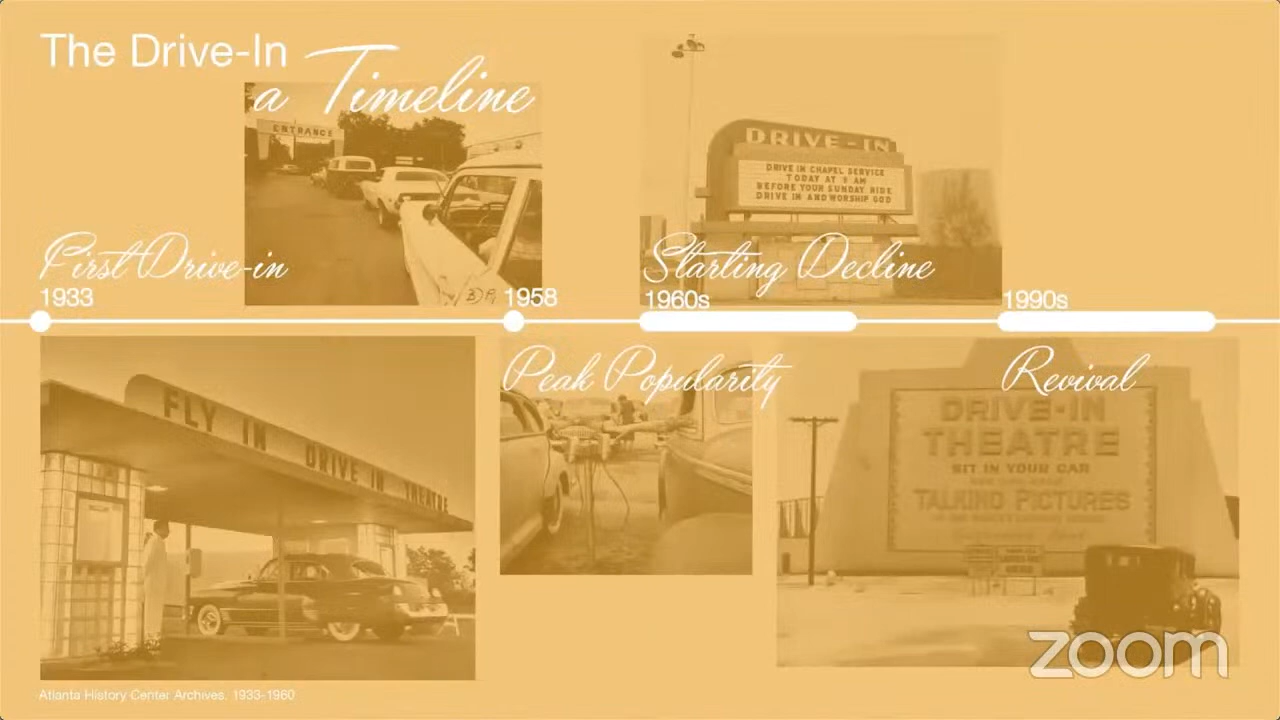 The Drive-In
a Timeline
ENTRANCE
DRIVE-IN
DRIVE IN CHAPEL SERVICE
TODAY AT 9 AM
BEFORE YOUR SUNDAY RIDE
DRIVE IN AND WORSHIP GOD
First Drive-in
1933
1958
Starting Decline
1960s
1990s
Peak Popularity
Revival
FLY IN DRIVE IN THEATRE
DRIVE-IN
THEATRE
SIT IN YOUR CAR
TALKING PICTURES
zoom
Atlanta History Center Archives. 1933-1960